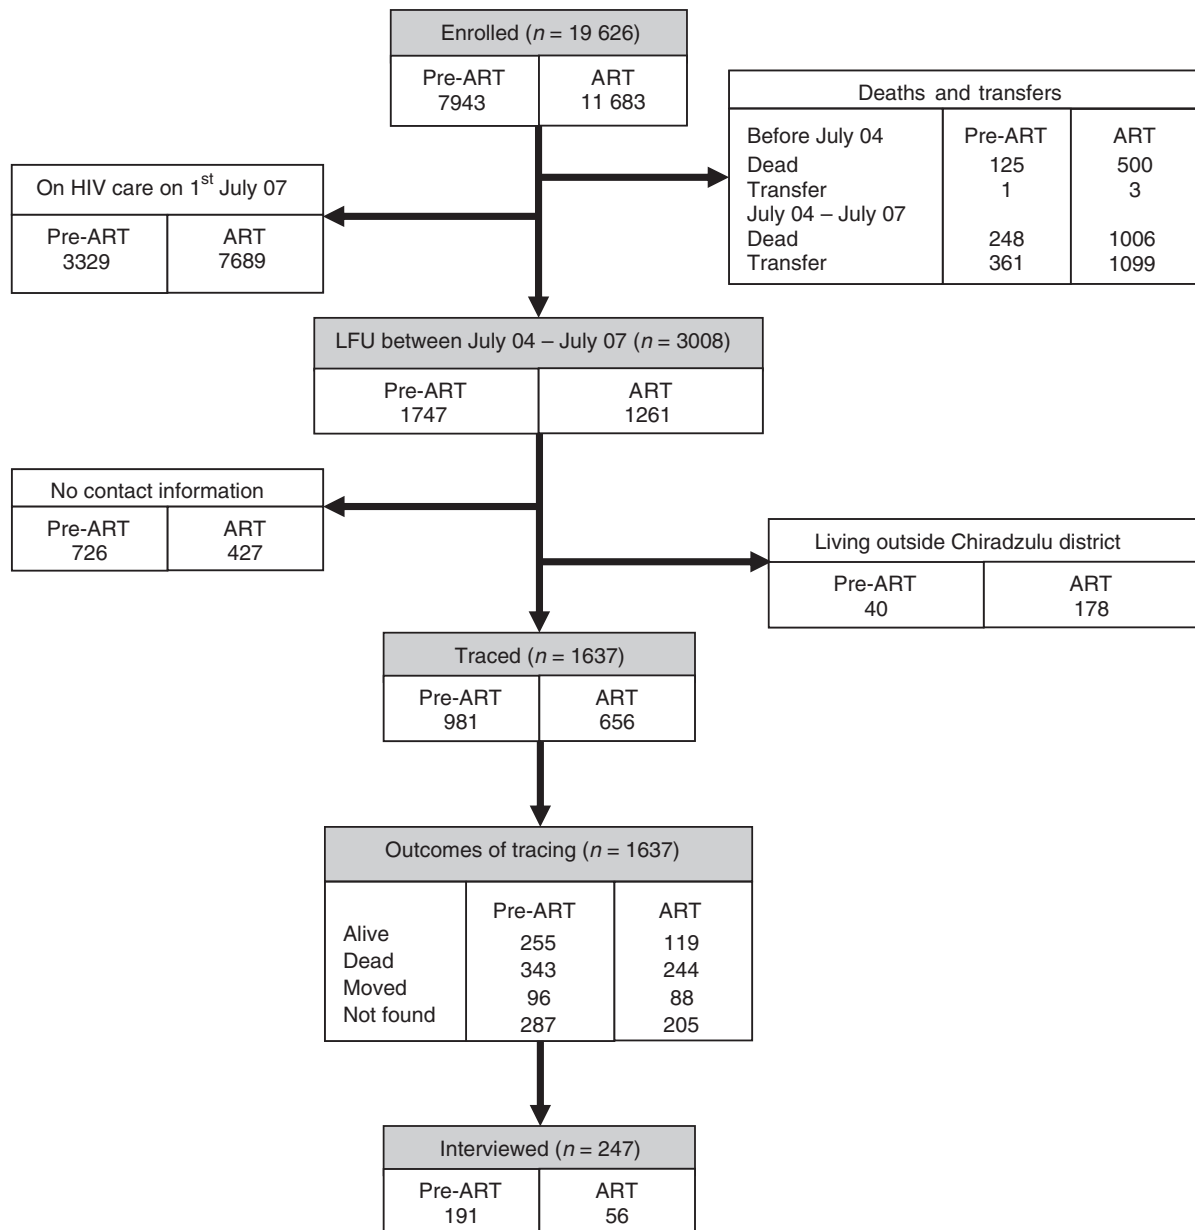 Enrolled (n = 19 626)
Pre-ART ART
7943 11 683
Deaths and transfers
Before July 04 Pre-ART ART
Dead 125 500
Transfer 1 3
July 04 – July 07
Dead 248 1006
Transfer 361 1099
On HIV care on 1st July 07
Pre-ART ART
3329 7689
LFU between July 04 – July 07 (n = 3008)
Pre-ART ART
1747 1261
No contact information
Pre-ART ART
726 427
Living outside Chiradzulu district
Pre-ART ART
40 178
Traced (n = 1637)
Pre-ART ART
981 656
Outcomes of tracing (n = 1637)
Pre-ART ART
Alive 255 119
Dead 343 244
Moved 96 88
Not found 287 205
Interviewed (n = 247)
Pre-ART ART
191 56